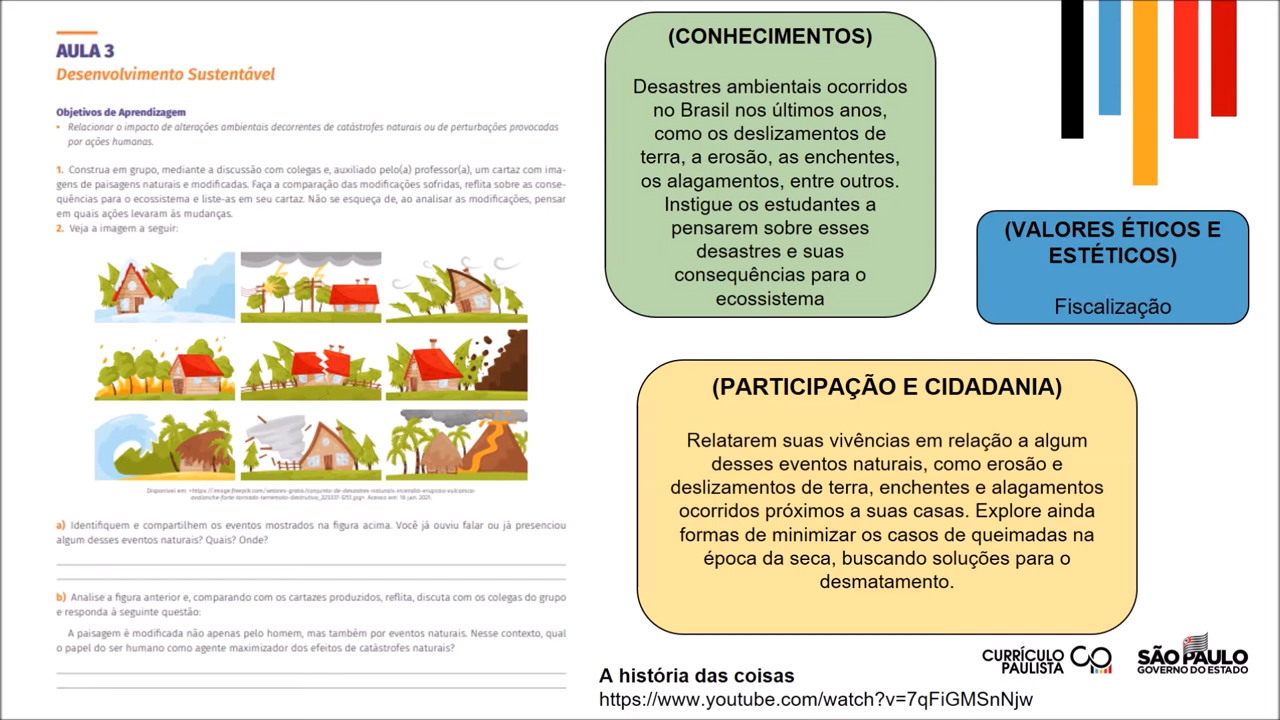 AULA 3
Desenvolvimento Sustentável
Objetivos de Aprendizagem
• Relacionar o impacto de alterações ambientais decorrentes de catástrofes naturais ou de perturbações provocadas
por ações humanas.
1. Construa em grupo, mediante a discussão com colegas e, auxiliado pelo(a) professor(a), um cartaz com ima-
gens de paisagens naturais e modificadas. Faça a comparação das modificações sofridas, reflita sobre as conse-
quências para o ecossistema e liste-as em seu cartaz. Não se esqueça de, ao analisar as modificações, pensar
em quais ações levaram às mudanças.
2. Veja a imagem a seguir:
a) Identifiquem e compartilhem os eventos mostrados na figura acima. Você já ouviu falar ou já presenciou
algum desses eventos naturais? Quais? Onde?
b) Analise a figura anterior e, comparando com os cartazes produzidos, reflita, discuta com os colegas do grupo
e responda à seguinte questão:
A paisagem é modificada não apenas pelo homem, mas também por eventos naturais. Nesse contexto, qual
o papel do ser humano como agente maximizador dos efeitos de catástrofes naturais?
(CONHECIMENTOS)
Desastres ambientais ocorridos
no Brasil nos últimos anos,
como os deslizamentos de
terra, a erosão, as enchentes,
os alagamentos, entre outros.
Instigue os estudantes a
pensarem sobre esses
desastres e suas
consequências para o
ecossistema
(VALORES ÉTICOS E
ESTÉTICOS)
Fiscalização
(PARTICIPAÇÃO E CIDADANIA)
Relatarem suas vivências em relação a algum
desses eventos naturais, como erosão e
deslizamentos de terra, enchentes e alagamentos
ocorridos próximos a suas casas. Explore ainda
formas de minimizar os casos de queimadas na
época da seca, buscando soluções para o
desmatamento.
A história das coisas
https://www.youtube.com/watch?v=7qFiGMSnNjw
CURRÍCULO
PAULISTA
SÃO PAULO
GOVERNO DO ESTADO